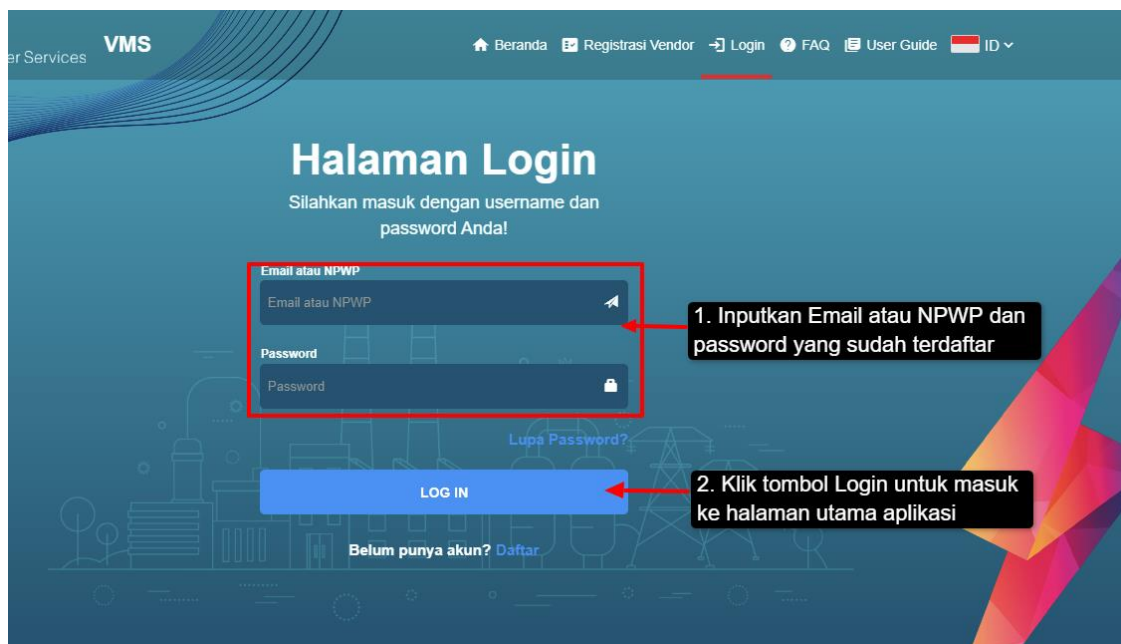 er Services
VMS
Beranda Registrasi Vendor Login FAQ User Guide ID
Halaman Login
Silahkan masuk dengan username dan
password Anda!
Email atau NPWP
Email atau NPWP
1. Inputkan Email atau NPWP dan
password yang sudah terdaftar
Password
Password
Lupa Password?
LOG IN
2. Klik tombol Login untuk masuk
ke halaman utama aplikasi
Belum punya akun? Daftar